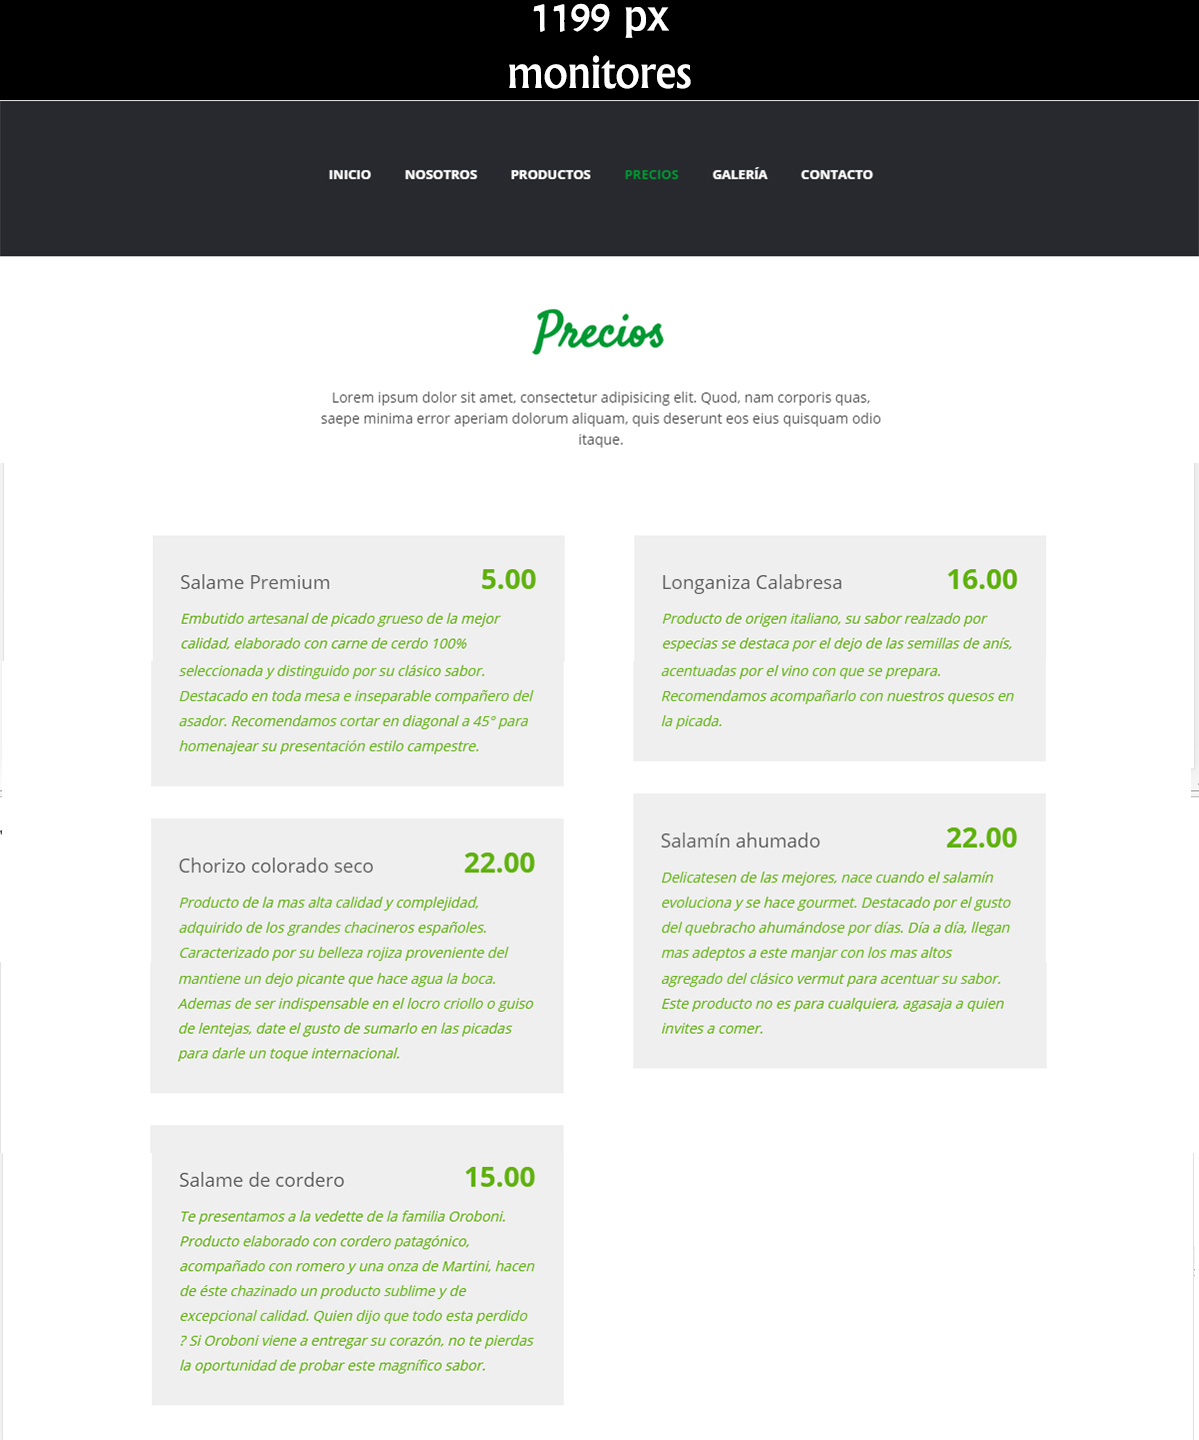 1199 px
monitores
INICIO NOSOTROS PRODUCTOS PRECIOS GALERÍA CONTACTO
Precios
Lorem ipsum dolor sit amet, consectetur adipisicing elit. Quod, nam corporis quas,
saepe minima error aperiam dolorum aliquam, quis deserunt eos eius quisquam odio
itaque.
Salame Premium 5.00
Embutido artesanal de picado grueso de la mejor
calidad, elaborado con carne de cerdo 100%
seleccionada y distinguido por su clásico sabor.
Destacado en toda mesa e inseparable compañero del
asador. Recomendamos cortar en diagonal a 45° para
homenajear su presentación estilo campestre.
Chorizo colorado seco 22.00
Producto de la mas alta calidad y complejidad,
adquirido de los grandes chacineros españoles.
Caracterizado por su belleza rojiza proveniente del
mantiene un dejo picante que hace agua la boca.
Ademas de ser indispensable en el locro criollo o guiso
de lentejas, date el gusto de sumarlo en las picadas
para darle un toque internacional.
Salame de cordero 15.00
Te presentamos a la vedette de la familia Oroboni.
Producto elaborado con cordero patagónico,
acompañado con romero y una onza de Martini, hacen
de éste chazinado un producto sublime y de
excepcional calidad. Quien dijo que todo esta perdido
? Si Oroboni viene a entregar su corazón, no te pierdas
la oportunidad de probar este magnífico sabor.
Longaniza Calabresa 16.00
Producto de origen italiano, su sabor realzado por
especias se destaca por el dejo de las semillas de anís,
acentuadas por el vino con que se prepara.
Recomendamos acompañarlo con nuestros quesos en
la picada.
Salamín ahumado 22.00
Delicatesen de las mejores, nace cuando el salamín
evoluciona y se hace gourmet. Destacado por el gusto
del quebracho ahumándose por días. Día a día, llegan
mas adeptos a este manjar con los mas altos
agregado del clásico vermut para acentuar su sabor.
Este producto no es para cualquiera, agasaja a quien
invites a comer.